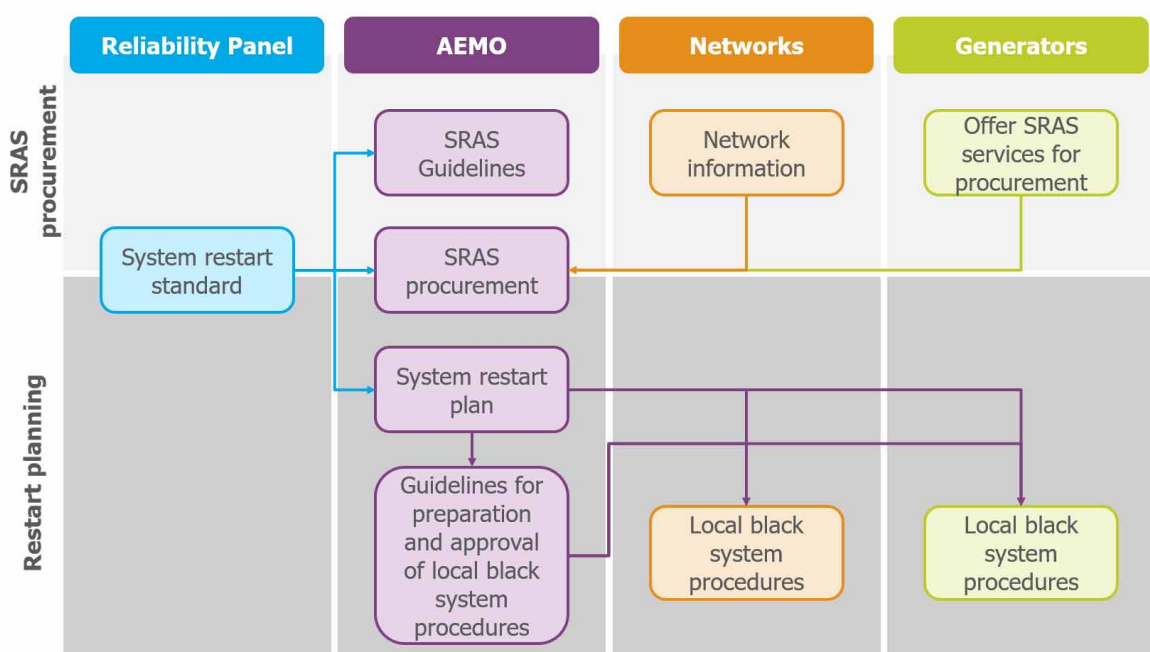 Reliability Panel
AEMO
Networks
Generators
SRAS
procurement
SRAS
Guidelines
Network
information
Offer SRAS
services for
procurement
System restart
standard
SRAS
procurement
Restart planning
System restart
plan
Guidelines for
preparation
and approval
of local black
system
procedures
Local black
system
procedures
Local black
system
procedures